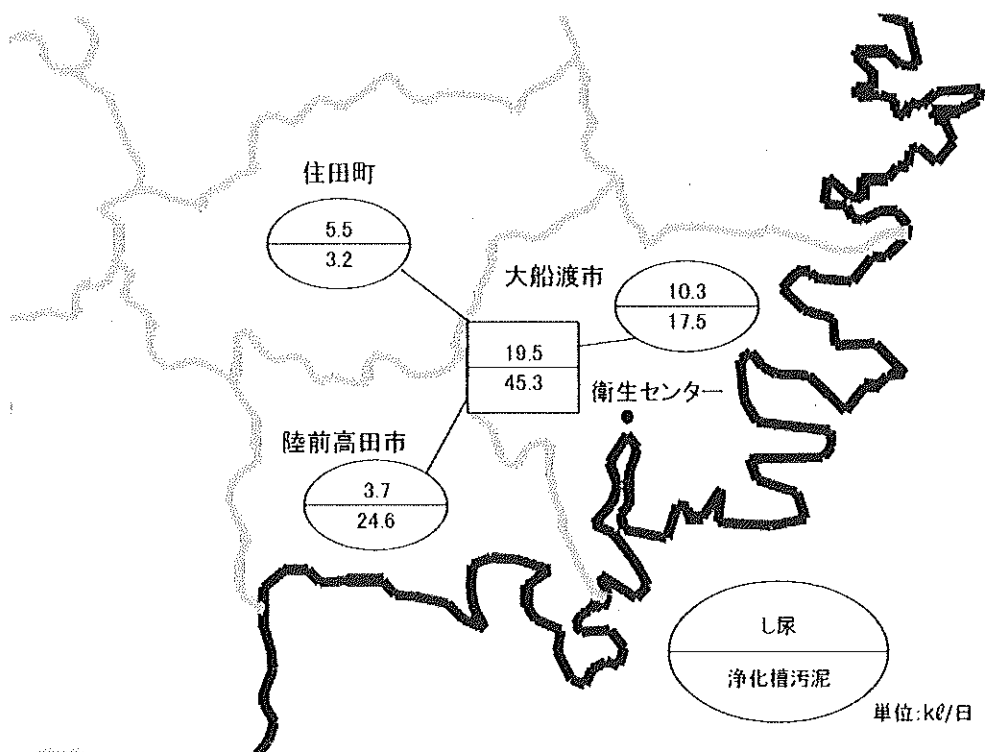 住田町
5.5
3.2
大船渡市
10.3
17.5
19.5
45.3
衛生センター
陸前高田市
3.7
24.6
し尿
浄化槽汚泥
単位:kℓ/日